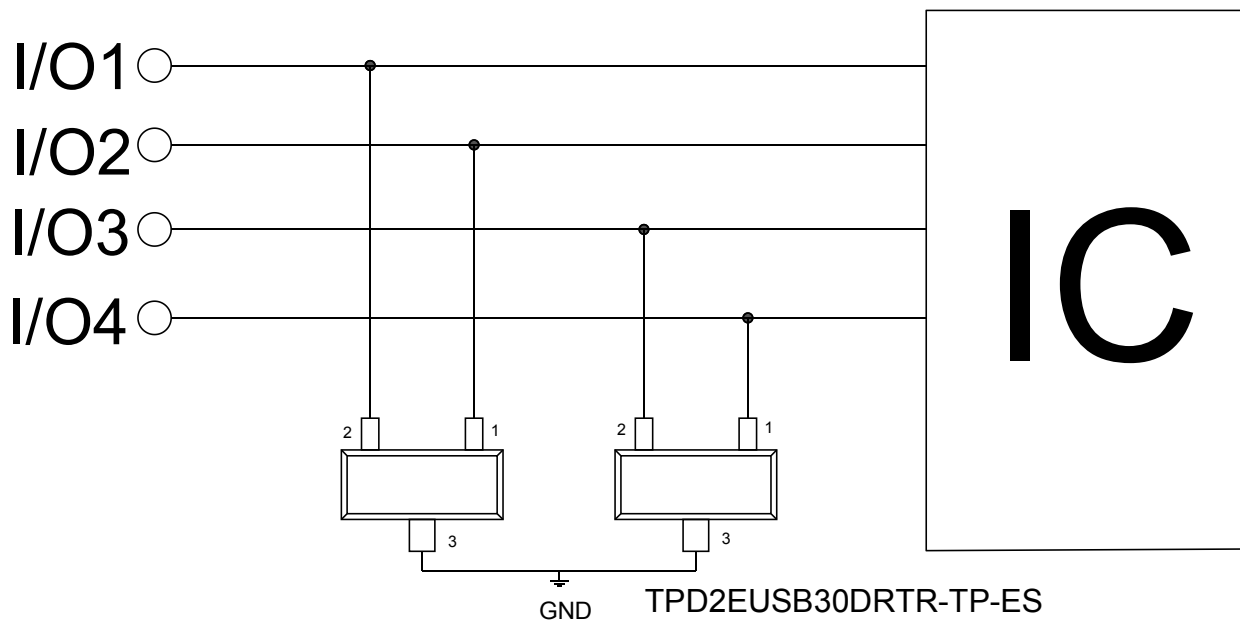 I/O1
I/O2
I/O3
I/O4
IC
2 1 2 1
3 3
GND
TPD2EUSB30DRTR-TP-ES